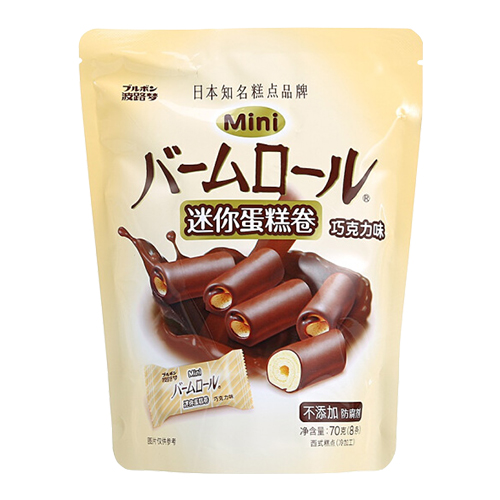 ブルボン
波路梦
日本知名糕点品牌
Mini
バームロール®
迷你蛋糕卷
巧克力味
ブルボン
波路梦
Mini
バームロール
迷你蛋糕卷
巧克力味
不添加 防腐剂
净含量:70克(8条)
西式糕点(冷加工)
图片仅供参考